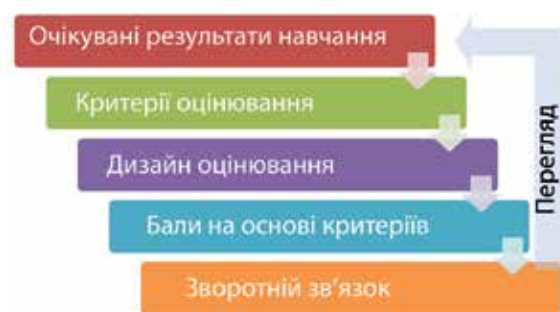 Очікувані результати навчання
Критерії оцінювання
Дизайн оцінювання
Бали на основі критеріїв
Зворотній зв'язок
Перегляд